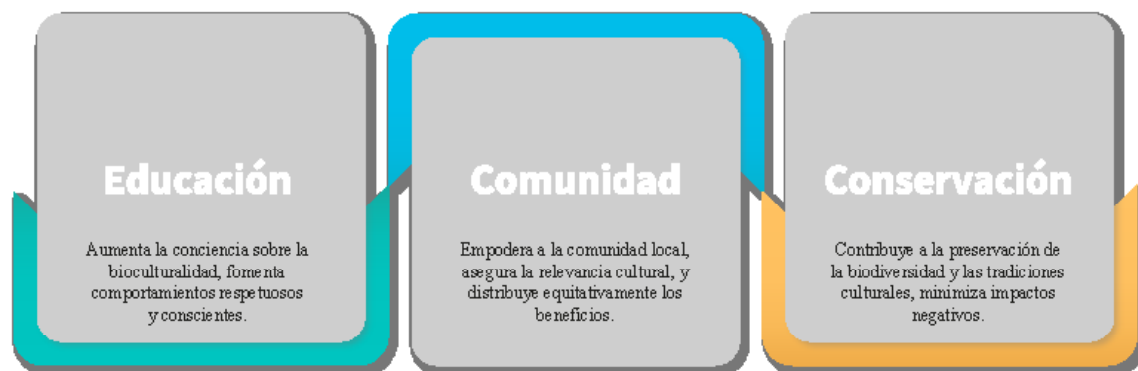 Educación
Aumenta la conciencia sobre la
bioculturalidad, fomenta
comportamientos respetuosos
y conscientes.
Comunidad
Empodera a la comunidad local,
asegura la relevancia cultural, y
distribuye equitativamente los
beneficios.
Conservación
Contribuye a la preservación de
la biodiversidad y las tradiciones
culturales, minimiza impactos
negativos.